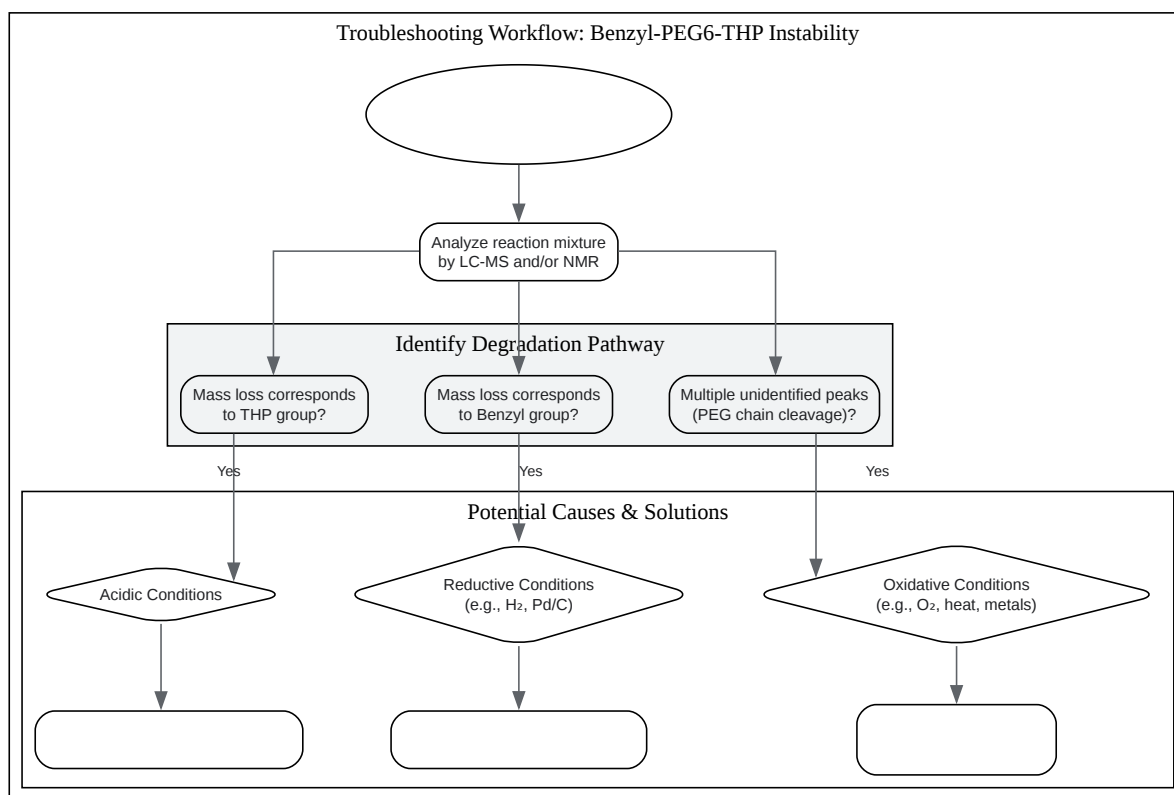 Troubleshooting Workflow: Benzyl-PEG6-THP Instability
Analyze reaction mixture
by LC-MS and/or NMR
Identify Degradation Pathway
Mass loss corresponds
to THP group?
Mass loss corresponds
to Benzyl group?
Multiple unidentified peaks
(PEG chain cleavage)?
Yes
Yes
Yes
Potential Causes & Solutions
Acidic Conditions
Reductive Conditions
(e.g., H₂, Pd/C)
Oxidative Conditions
(e.g., O₂, heat, metals)